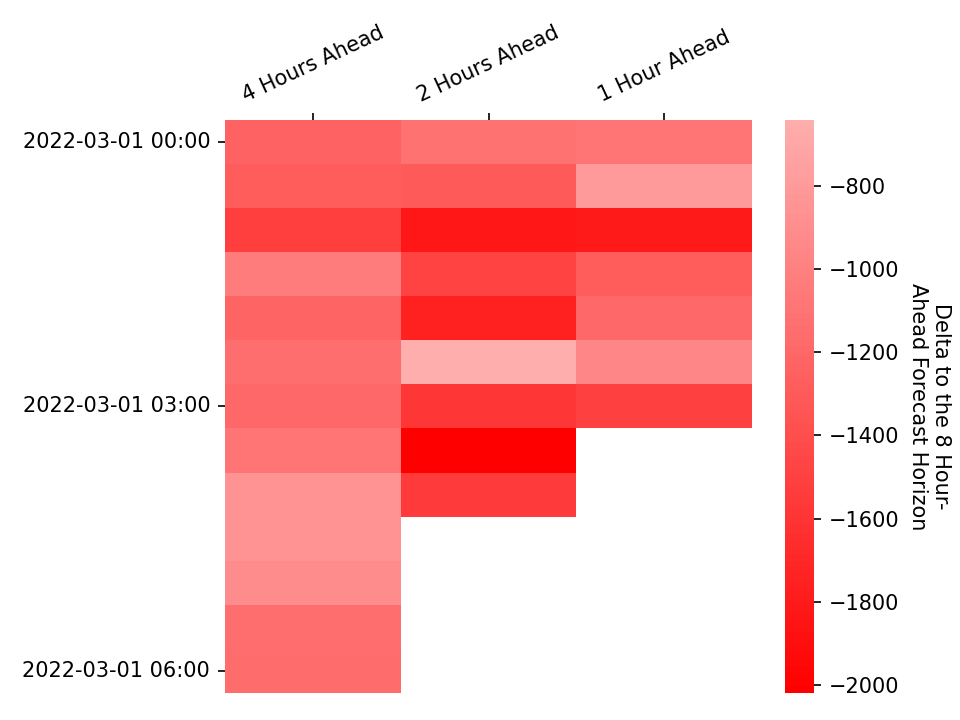 4 Hours Ahead
2 Hours Ahead
1 Hour Ahead
2022-03-01 00:00
2022-03-01 03:00
2022-03-01 06:00
−800
−1000
−1200
−1400
−1600
−1800
−2000
Delta to the 8 Hour-
Ahead Forecast Horizon